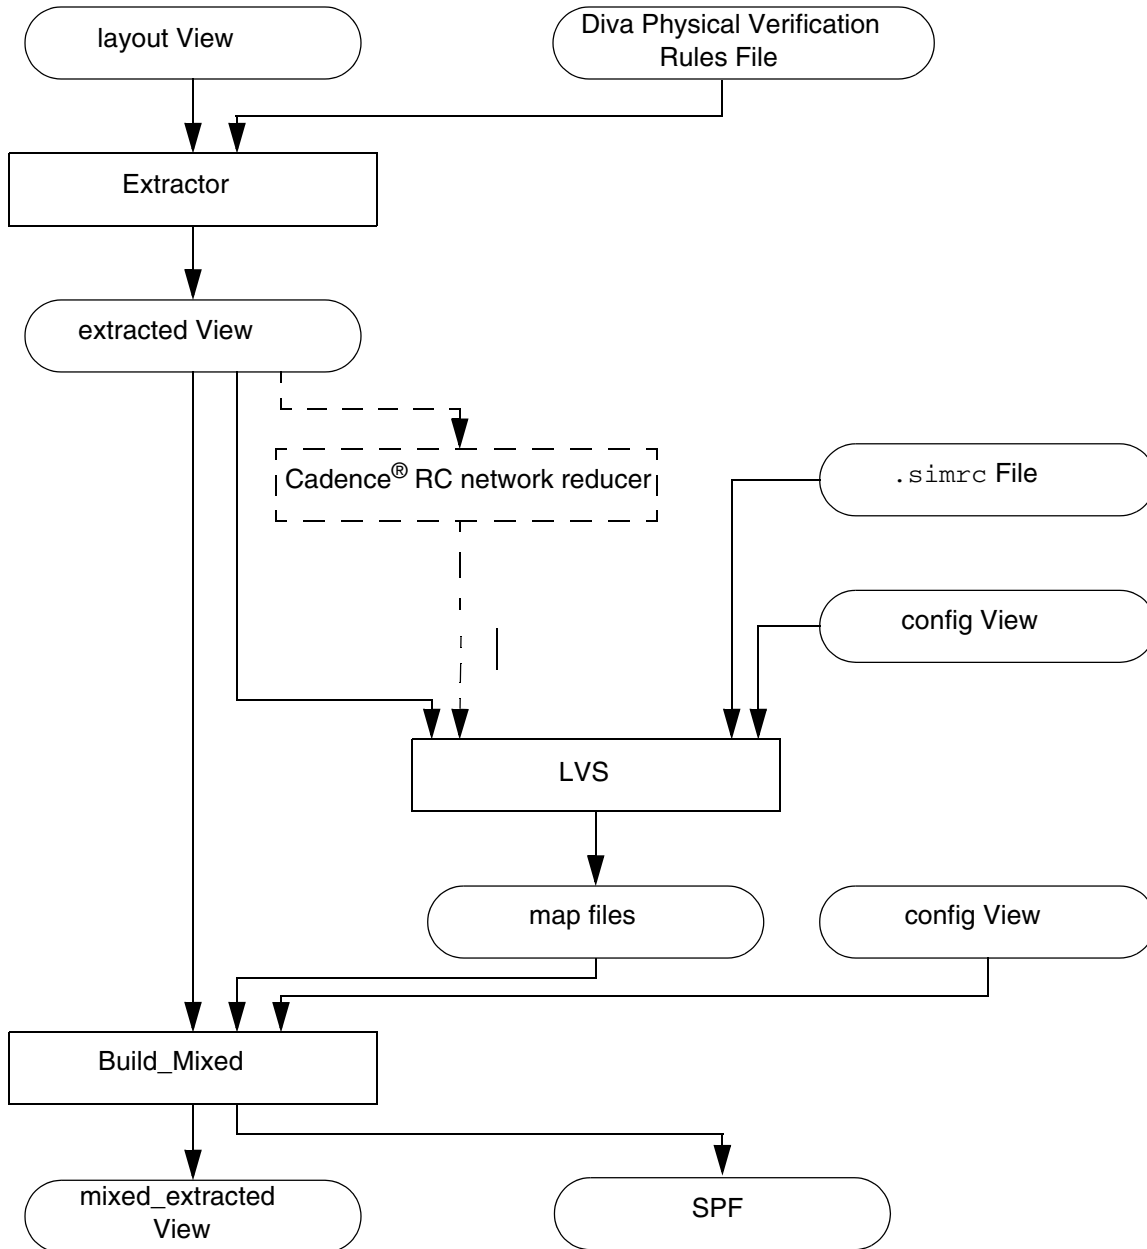 layout View
Diva Physical Verification
Rules File
Extractor
extracted View
Cadence® RC network reducer
.simrc File
config View
LVS
map files
config View
Build_Mixed
mixed_extracted
View
SPF